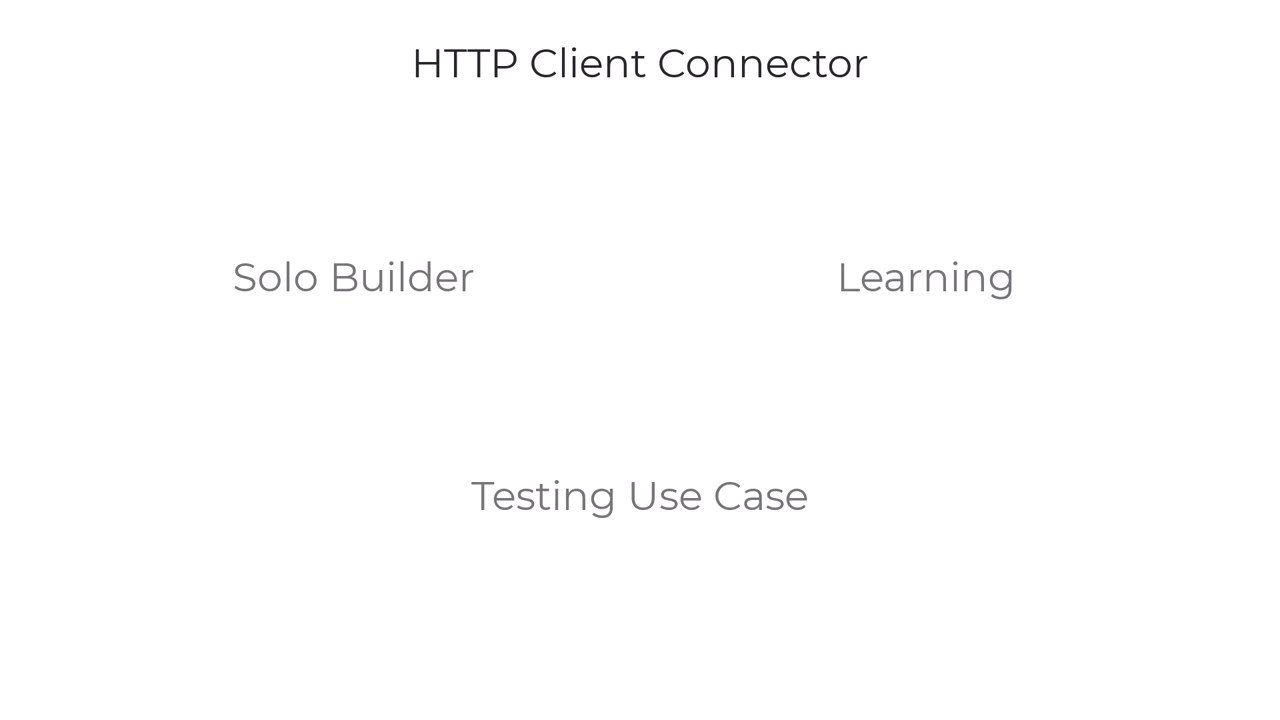 HTTP Client Connector
Solo Builder
Learning
Testing Use Case